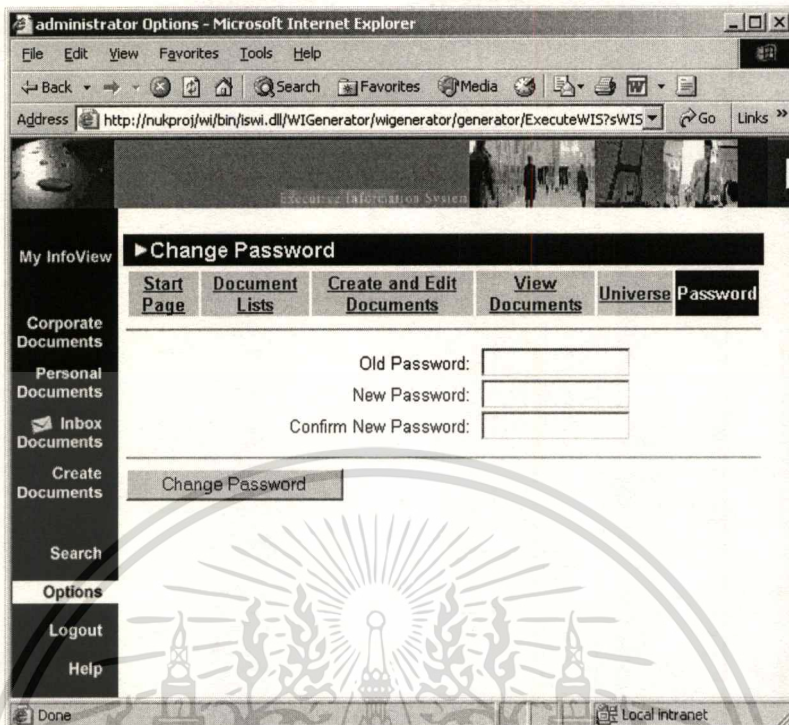 administrator Options - Microsoft Internet Explorer
File Edit View Favorites Tools Help
Back Search Favorites Media
Address http://nukproj/wi/bin/iswi.dll/WIGenerator/wigenerator/generator/ExecuteWIS?sWIS Go Links »
Executive Information System
My InfoView
Corporate
Documents
Personal
Documents
Inbox
Documents
Create
Documents
Search
Options
Logout
Help
►Change Password
Start
Page
Document
Lists
Create and Edit
Documents
View
Documents
Universe
Password
Old Password:
New Password:
Confirm New Password:
Change Password
Done Local intranet